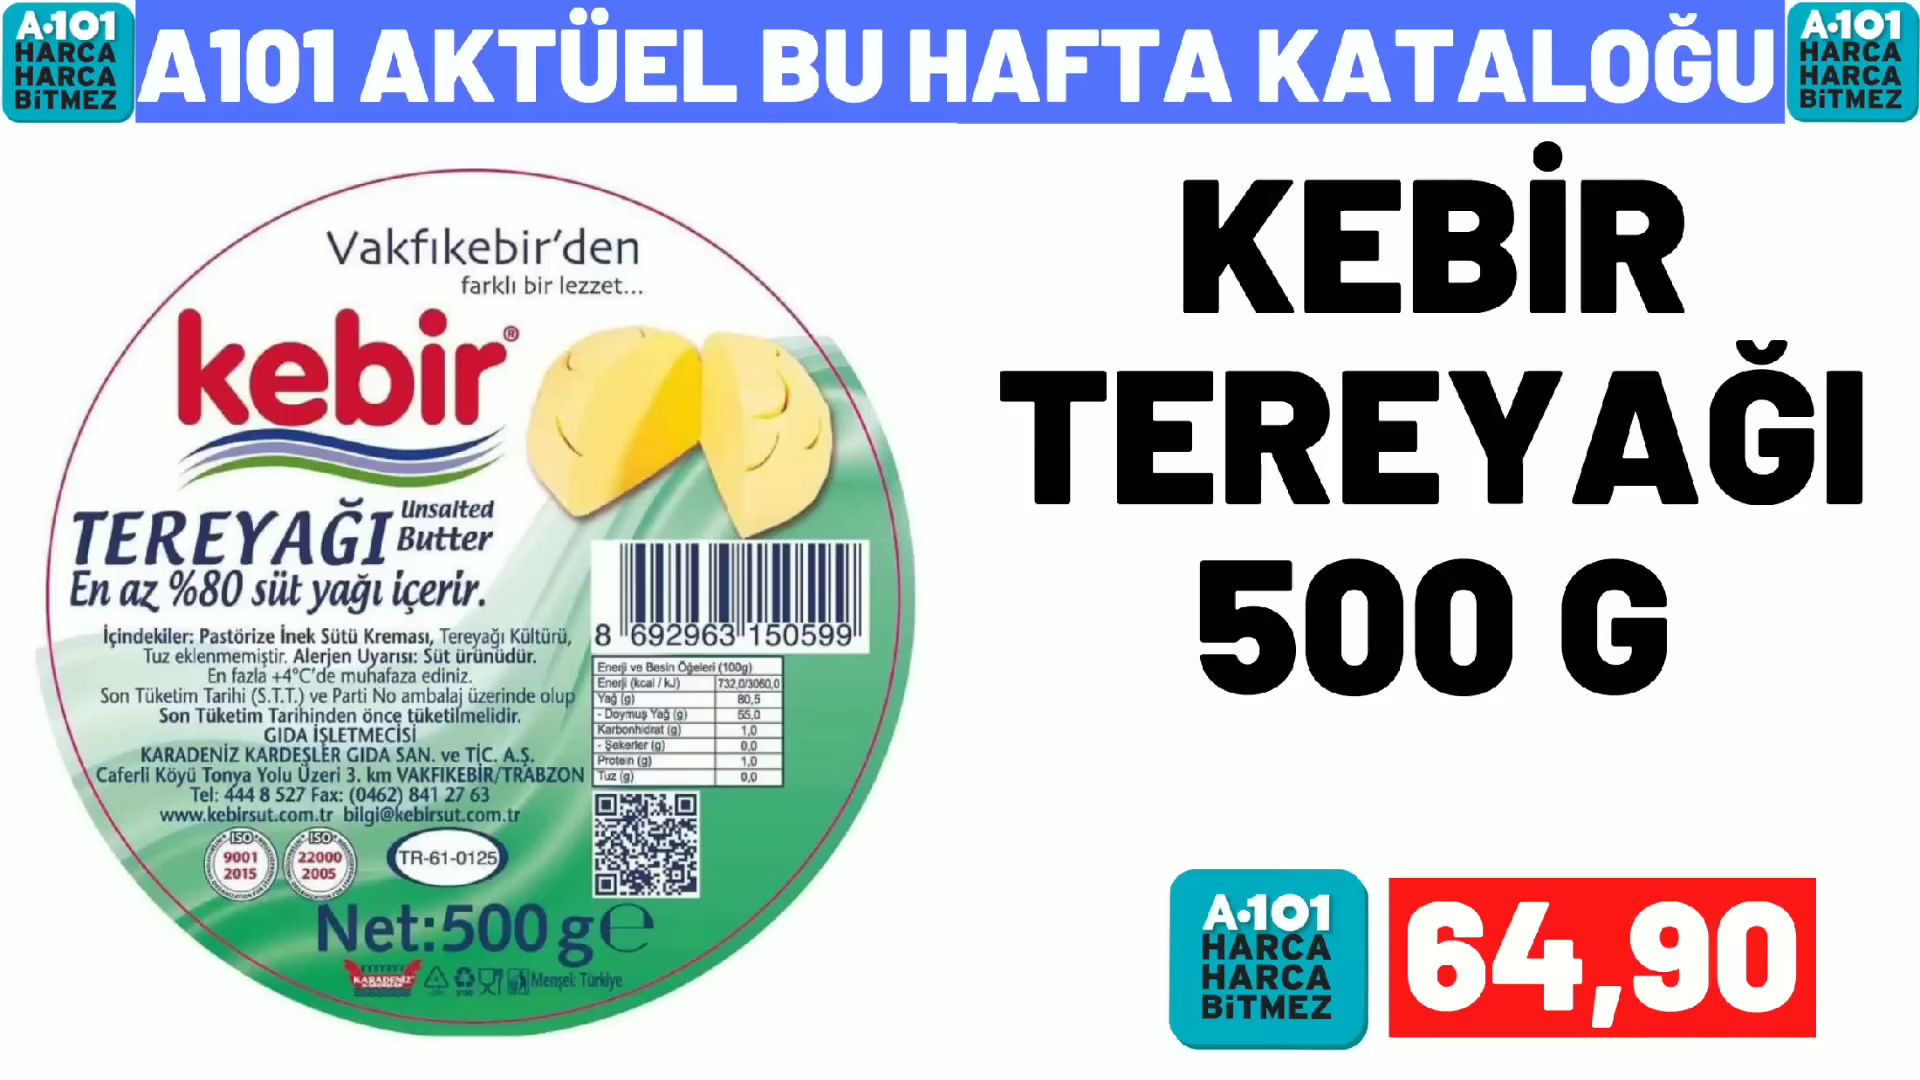 A101
HARCA
HARCA
BiTMEZ
A101 AKTÜEL BU HAFTA KATALOĞU
A101
HARCA
HARCA
BiTMEZ
Vakfıkebir'den
farklı bir lezzet...
kebir®
TEREYAĞI Unsalted Butter
En az %80 süt yağı içerir.
İçindekiler: Pastörize İnek Sütü Kreması, Tereyağı Kültürü,
Tuz eklenmemiştir. Alerjen Uyarısı: Süt ürünüdür.
En fazla +4°C'de muhafaza ediniz.
Son Tüketim Tarihi (S.T.T.) ve Parti No ambalaj üzerinde olup
Son Tüketim Tarihinden önce tüketilmelidir.
GIDA İŞLETMECİSİ
KARADENİZ KARDEŞLER GIDA SAN. ve TİC. A.Ş.
Caferli Köyü Tonya Yolu Üzeri 3. km VAKFIKEBİR/TRABZON
Tel: 444 8 527 Fax: (0462) 841 27 63
www.kebirsut.com.tr bilgi@kebirsut.com.tr
8 692963 150599
Enerji ve Besin Öğeleri (100g)
Enerji (kcal / kJ) 732,0/3060,0
Yağ (g) 80,5
- Doymuş Yağ (g) 55,0
Karbonhidrat (g) 1,0
- Şekerler (g) 0,0
Protein (g) 1,0
Tuz (g) 0,0
ISO
9001
2015
ISO
22000
2005
TR-61-0125
Net:500 g℮
KARADENİZ
Menşei: Türkiye
KEBİR
TEREYAĞI
500 G
A101
HARCA
HARCA
BiTMEZ
64,90